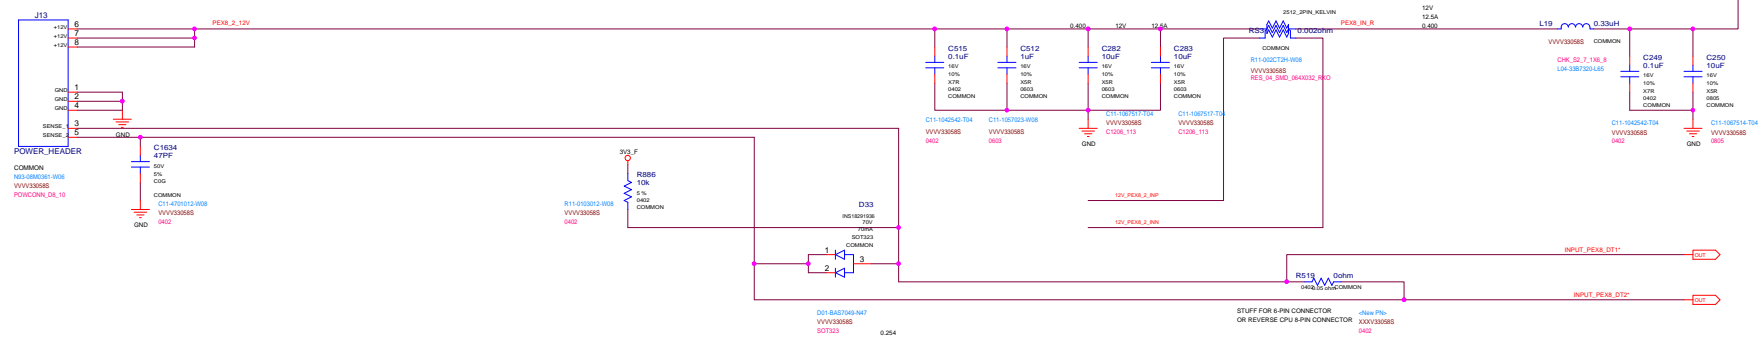 J13
+12V 6
+12V 7
+12V 8
PEX8_2_12V
GND 1
GND 2
GND 4
GND
SENSE_ 3
SENSE_ 5
POWER_HEADER
COMMON
N93-08M0361-W06
VVVV33058S
POWCONN_D8_10
C1634
47PF
50V
5%
C0G
COMMON
C11-4701012-W08
VVVV33058S
0402
GND
3V3_F
R886
10k
5 %
0402
COMMON
R11-0103012-W08
VVVV33058S
0402
D33
70V
70mA
SOT323
COMMON
1
2
3
D01-BAS7049-N47
VVVV33058S
SOT323
0.254
C515
0.1uF
16V
10%
X7R
0402
COMMON
C11-1042542-T04
VVVV33058S
0402
C512
1uF
16V
10%
X5R
0603
COMMON
C11-1057023-W08
VVVV33058S
0603
0.400 12V 12.5A
C282
10uF
16V
10%
X5R
0603
COMMON
C11-1067517-T04
VVVV33058S
C1206_113
GND
C283
10uF
16V
10%
X5R
0603
COMMON
C11-1067517-T04
VVVV33058S
C1206_113
2512_2PIN_KELVIN
0.002ohm
COMMON
R11-002CT2H-W08
VVVV33058S
PEX8_IN_R
12V
12.5A
0.400
12V_PEX8_2_INP
12V_PEX8_2_INN
L19 0.33uH
VVVV33058S COMMON
CHK_S2_7_1X6_8
L04-33B7320-L65
C249
0.1uF
16V
10%
X7R
0402
COMMON
C11-1042542-T04
VVVV33058S
0402
C250
10uF
16V
10%
X5R
0805
COMMON
C11-1067514-T04
VVVV33058S
0805
GND
INPUT_PEX8_DT1*
OUT
R519 0ohm
COMMON
INPUT_PEX8_DT2*
OUT
STUFF FOR 6-PIN CONNECTOR
OR REVERSE CPU 8-PIN CONNECTOR
<New PN>
XXXV33058S
0402